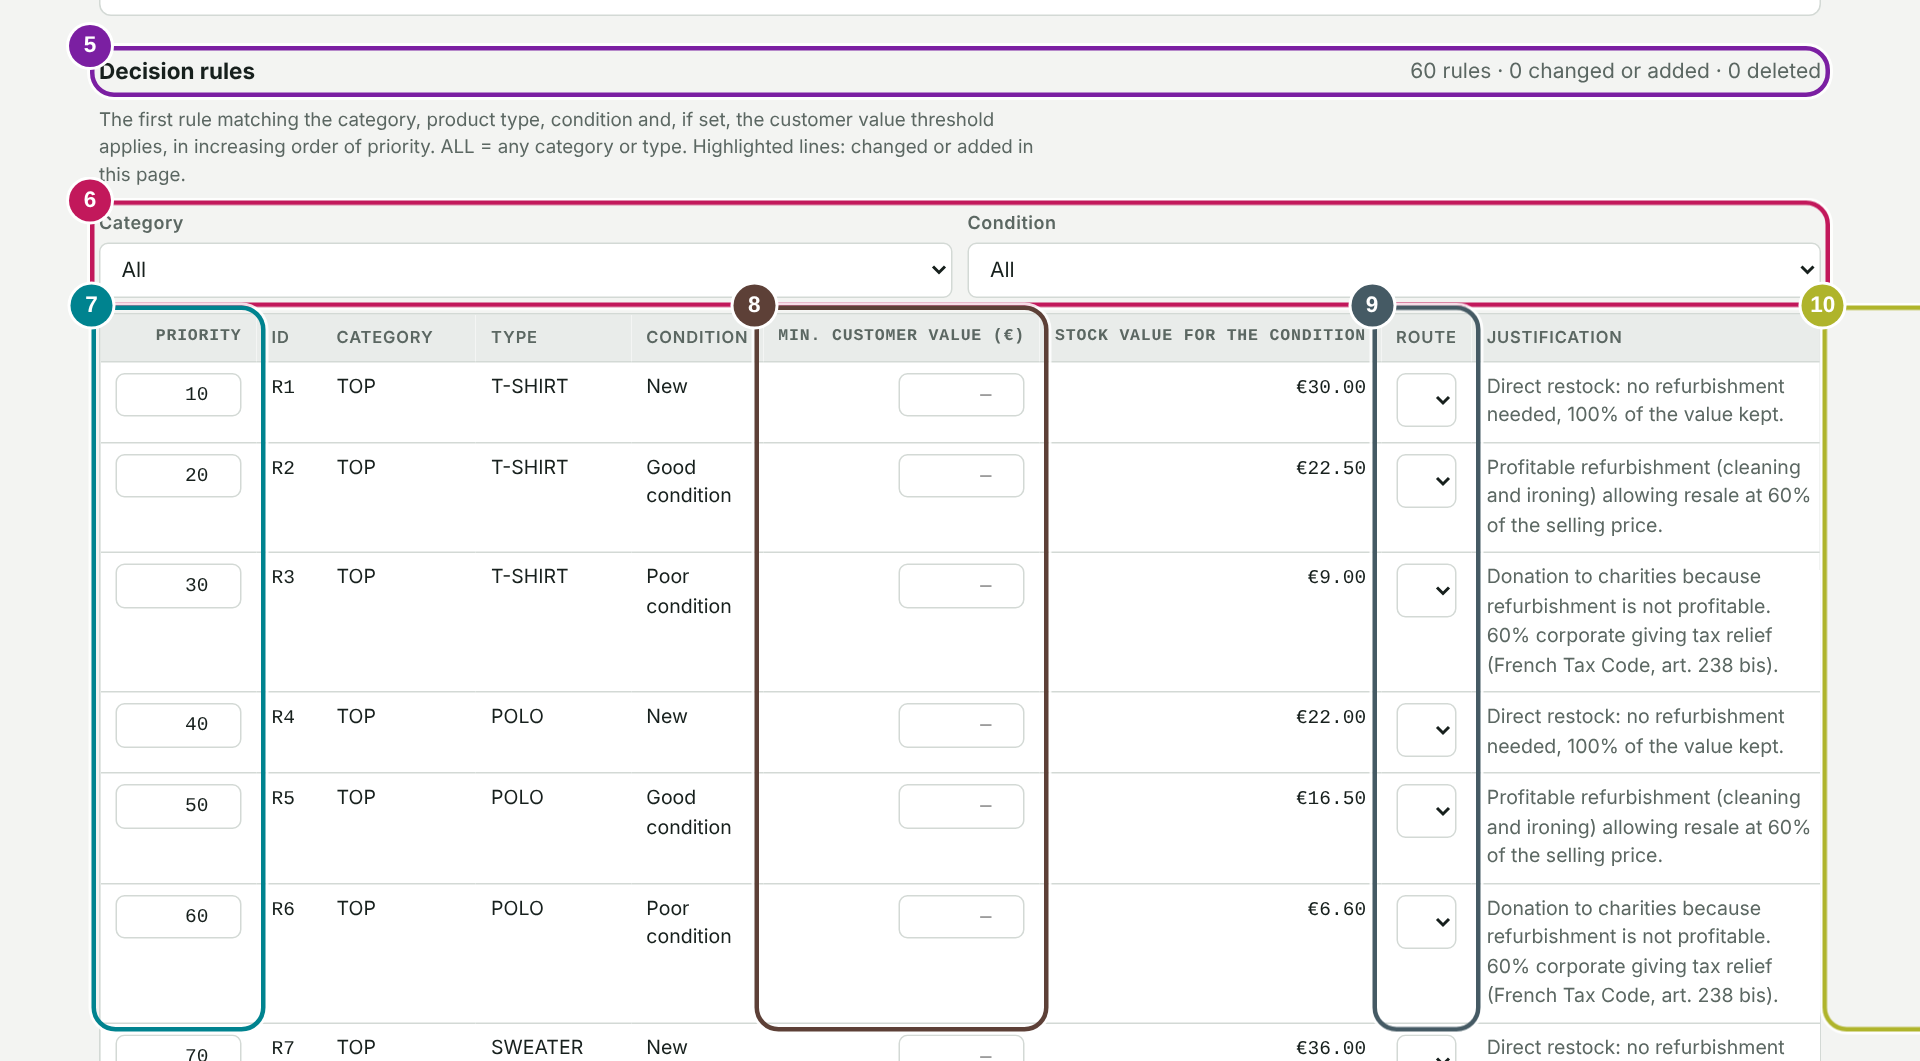 5
Decision rules
60 rules · 0 changed or added · 0 deleted
The first rule matching the category, product type, condition and, if set, the customer value threshold
applies, in increasing order of priority. ALL = any category or type. Highlighted lines: changed or added in
this page.
6
Category
Condition
All
All
7
8
9
10
PRIORITY ID CATEGORY TYPE CONDITION MIN. CUSTOMER VALUE (€) STOCK VALUE FOR THE CONDITION ROUTE JUSTIFICATION
10 R1 TOP T-SHIRT New – €30.00 Direct restock: no refurbishment
needed, 100% of the value kept.
20 R2 TOP T-SHIRT Good – €22.50 Profitable refurbishment (cleaning
condition and ironing) allowing resale at 60%
of the selling price.
30 R3 TOP T-SHIRT Poor – €9.00 Donation to charities because
condition refurbishment is not profitable.
60% corporate giving tax relief
(French Tax Code, art. 238 bis).
40 R4 TOP POLO New – €22.00 Direct restock: no refurbishment
needed, 100% of the value kept.
50 R5 TOP POLO Good – €16.50 Profitable refurbishment (cleaning
condition and ironing) allowing resale at 60%
of the selling price.
60 R6 TOP POLO Poor – €6.60 Donation to charities because
condition refurbishment is not profitable.
60% corporate giving tax relief
(French Tax Code, art. 238 bis).
70 R7 TOP SWEATER New – €36.00 Direct restock: no refurbishment